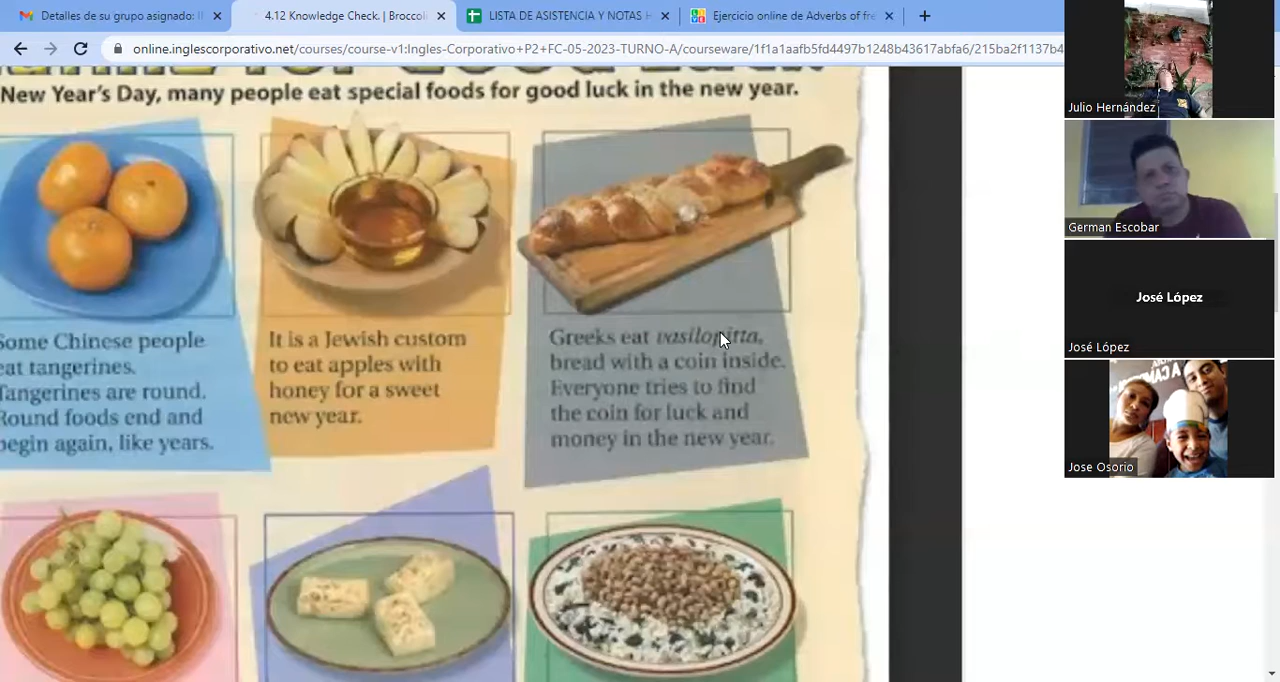 Detalles de su grupo asignado: I
4.12 Knowledge Check. | Broccoli
LISTA DE ASISTENCIA Y NOTAS H
Ejercicio online de Adverbs of fre
online.inglescorporativo.net/courses/course-v1:Ingles-Corporativo+P2+FC-05-2023-TURNO-A/courseware/1f1a1aafb5fd4497b1248b43617abfa6/215ba2f1137b4
New Year's Day, many people eat special foods for good luck in the new year.
Some Chinese people
eat tangerines.
Tangerines are round.
Round foods end and
begin again, like years.
It is a Jewish custom
to eat apples with
honey for a sweet
new year.
Greeks eat vasilopitta,
bread with a coin inside.
Everyone tries to find
the coin for luck and
money in the new year.
Julio Hernández
German Escobar
José López
José López
Jose Osorio